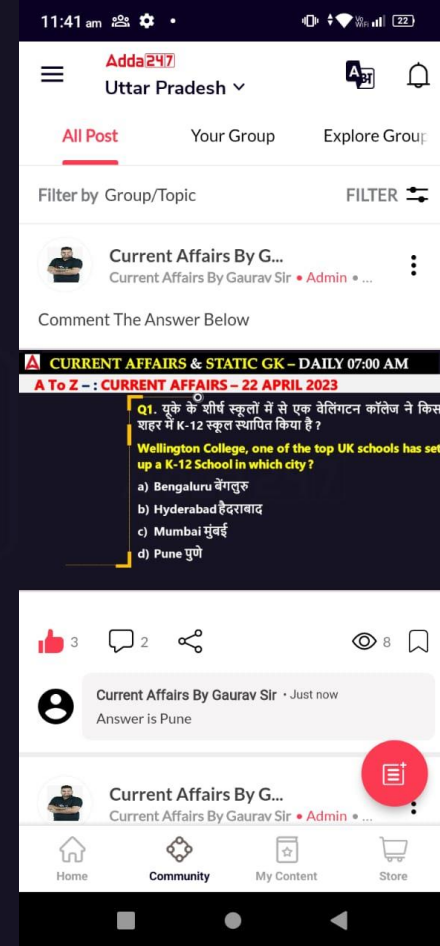 11:41 am
22
Adda247
Uttar Pradesh
All Post Your Group Explore Group
Filter by Group/Topic FILTER
Current Affairs By G...
Current Affairs By Gaurav Sir • Admin • ...
Comment The Answer Below
CURRENT AFFAIRS & STATIC GK – DAILY 07:00 AM
A To Z – : CURRENT AFFAIRS – 22 APRIL 2023
Q1. यूके के शीर्ष स्कूलों में से एक वेलिंगटन कॉलेज ने किस
शहर में K-12 स्कूल स्थापित किया है ?
Wellington College, one of the top UK schools has set
up a K-12 School in which city ?
a) Bengaluru बेंगलुरु
b) Hyderabad हैदराबाद
c) Mumbai मुंबई
d) Pune पुणे
3 2 8
Current Affairs By Gaurav Sir • Just now
Answer is Pune
Current Affairs By G...
Current Affairs By Gaurav Sir • Admin • ...
Home Community My Content Store